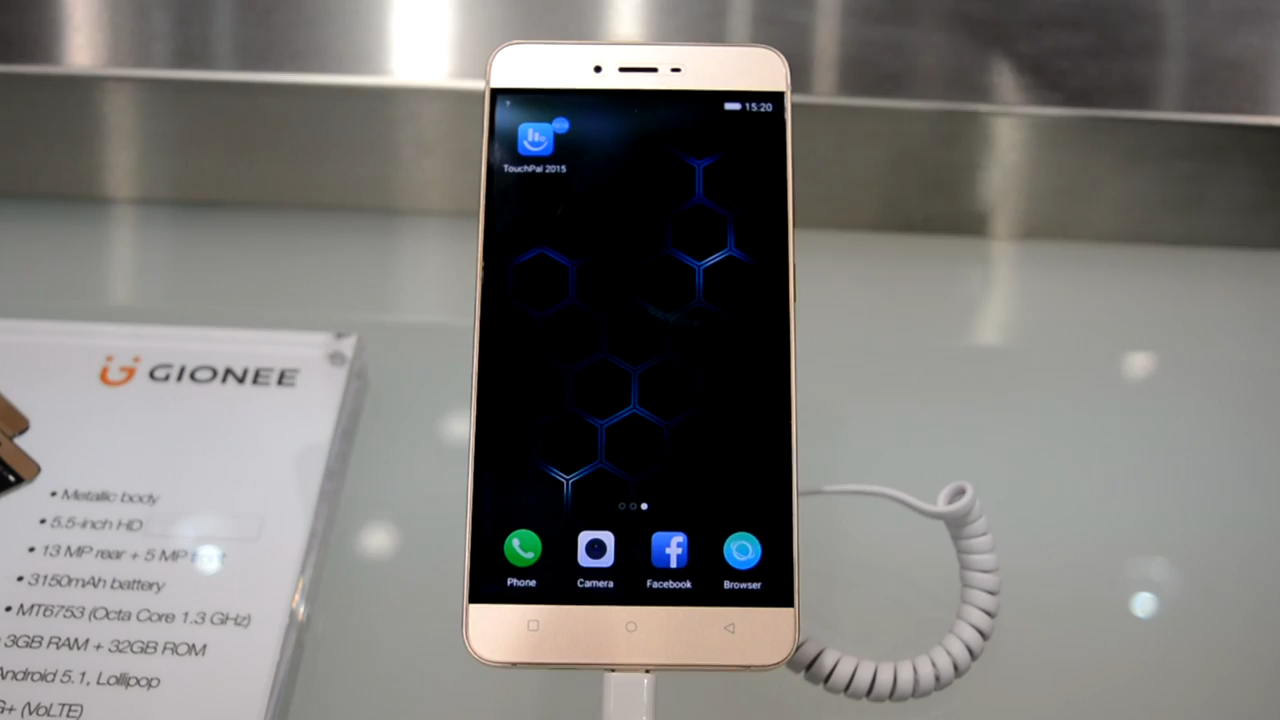 15:20
TouchPal 2015
Phone Camera Facebook Browser
GIONEE
• Metallic body
• 5.5-inch HD
• 13 MP rear + 5 MP
• 3150mAh battery
• MT6753 (Octa Core 1.3 GHz)
3GB RAM + 32GB ROM
Android 5.1, Lollipop
G+ (VoLTE)